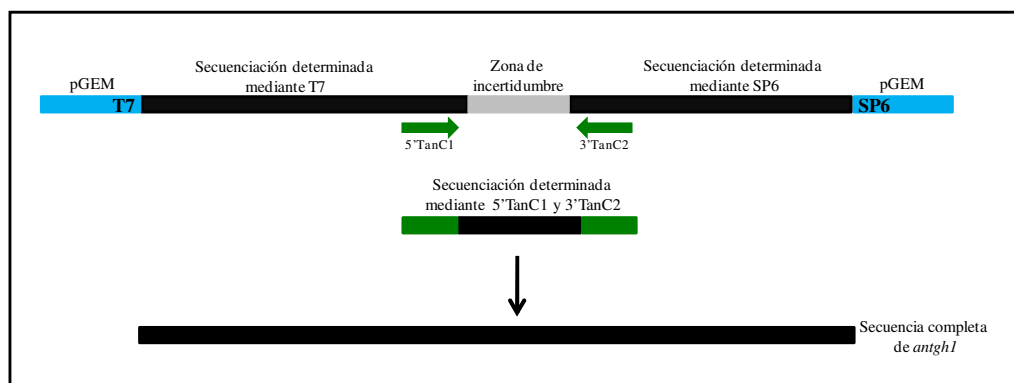 Secuenciación determinada
mediante T7
Zona de
incertidumbre
Secuenciación determinada
mediante SP6
pGEM
pGEM
T7
SP6
5'TanC1
3'TanC2
Secuenciación determinada
mediante 5'TanC1 y 3'TanC2
Secuencia completa
de antgh1